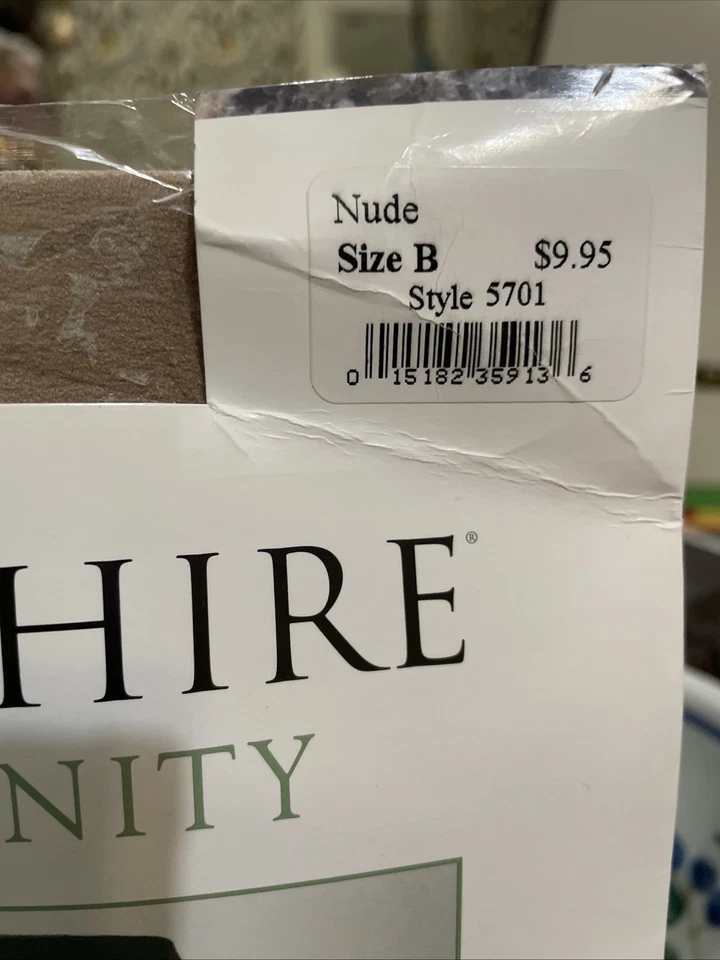 Nude
Size B $9.95
Style 5701
0 15182 35913 6
HIRE®
NITY